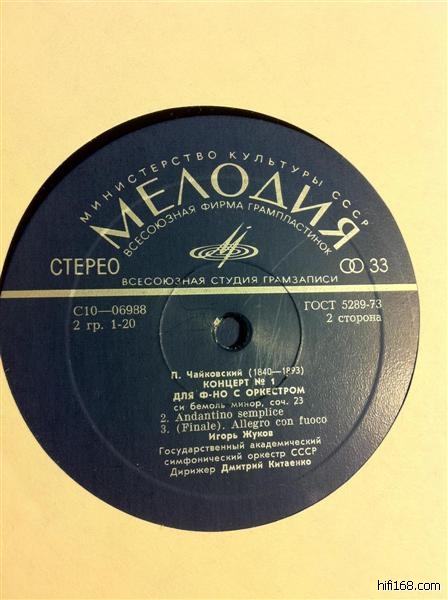 МИНИСТЕРСТВО КУЛЬТУРЫ СССР
МЕЛОДИЯ
ВСЕСОЮЗНАЯ ФИРМА ГРАМПЛАСТИНОК
СТЕРЕО
33
ВСЕСОЮЗНАЯ СТУДИЯ ГРАМЗАПИСИ
С10—06988
ГОСТ 5289-73
2 гр. 1-20
2 сторона
П. Чайковский (1840—1893)
КОНЦЕРТ № 1
ДЛЯ Ф-НО С ОРКЕСТРОМ
си бемоль минор, соч. 23
2. Andantino semplice
3. (Finale). Allegro con fuoco
Игорь Жуков
Государственный академический
симфонический оркестр СССР
Дирижер Дмитрий Китаенко
hifi168.com